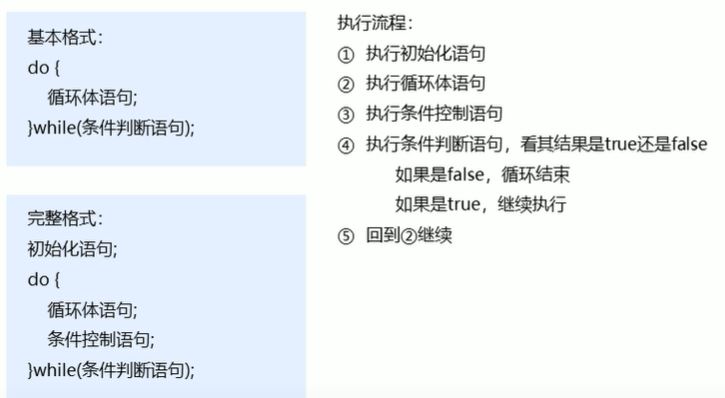 基本格式：
do {
循环体语句;
}while(条件判断语句);
完整格式：
初始化语句;
do {
循环体语句;
条件控制语句;
}while(条件判断语句);
执行流程：
① 执行初始化语句
② 执行循环体语句
③ 执行条件控制语句
④ 执行条件判断语句，看其结果是true还是false
如果是false，循环结束
如果是true，继续执行
⑤ 回到②继续